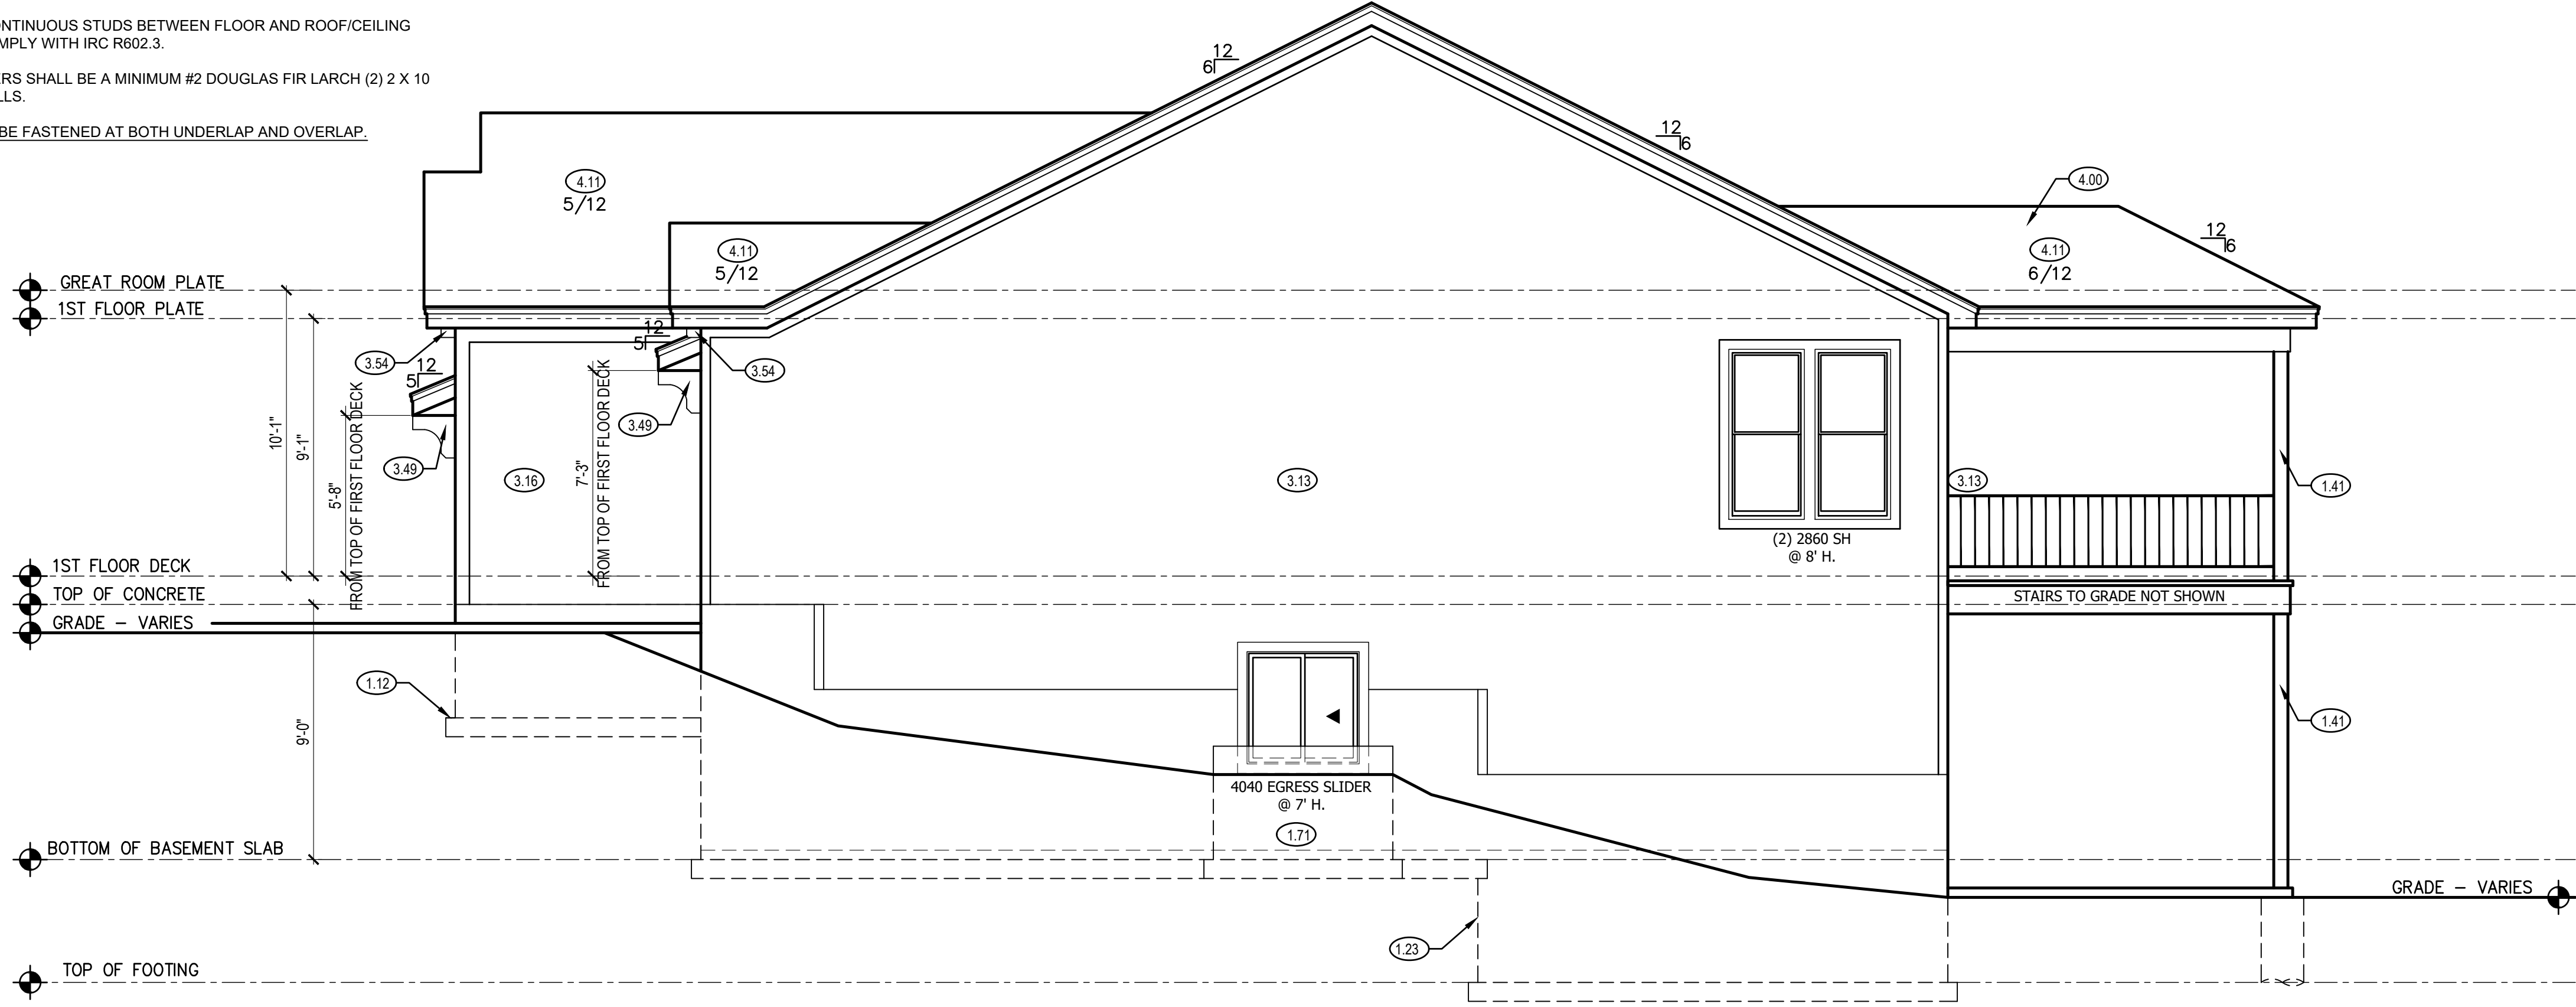 ONTINUOUS STUDS BETWEEN FLOOR AND ROOF/CEILING
MPLY WITH IRC R602.3.
ERS SHALL BE A MINIMUM #2 DOUGLAS FIR LARCH (2) 2 X 10
LLS.
BE FASTENED AT BOTH UNDERLAP AND OVERLAP.
12
6
12
6
4.11
5/12
4.00
4.11
5/12
12
6
4.11
6/12
GREAT ROOM PLATE
1ST FLOOR PLATE
12
5
3.54
3.54
12
5
3.49
3.49
10'-1"
9'-1"
5'-8"
FROM TOP OF FIRST FLOOR DECK
7'-3"
FROM TOP OF FIRST FLOOR DECK
3.16
3.13
3.13
1.41
(2) 2860 SH
@ 8' H.
1ST FLOOR DECK
TOP OF CONCRETE
STAIRS TO GRADE NOT SHOWN
GRADE – VARIES
1.12
9'-0"
1.41
4040 EGRESS SLIDER
@ 7' H.
1.71
BOTTOM OF BASEMENT SLAB
GRADE – VARIES
1.23
TOP OF FOOTING